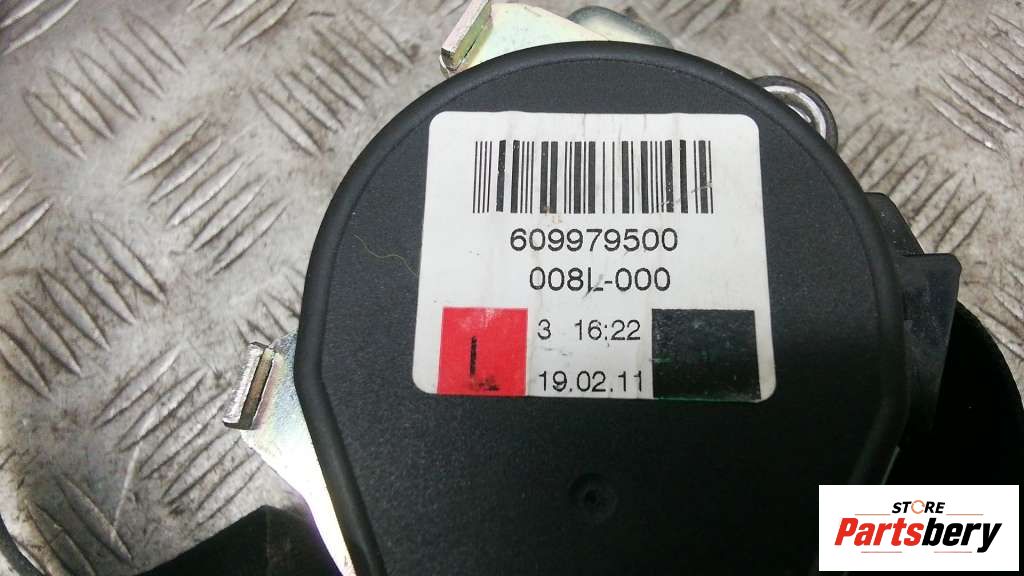 609979500
008L-000
3 16:22
L
19.02.11
STORE
Partsbery